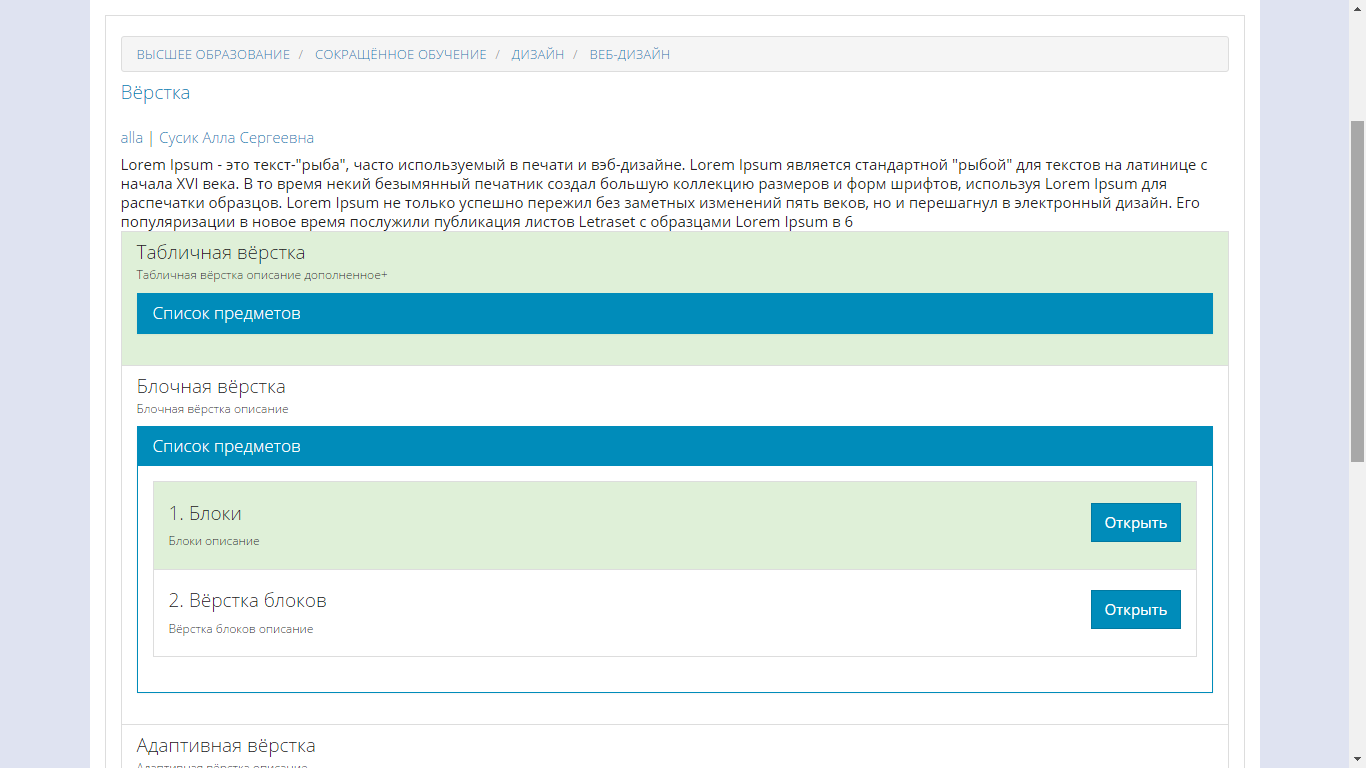 ВЫСШЕЕ ОБРАЗОВАНИЕ / СОКРАЩЁННОЕ ОБУЧЕНИЕ / ДИЗАЙН / ВЕБ-ДИЗАЙН
Вёрстка
alla | Сусик Алла Сергеевна
Lorem Ipsum - это текст-"рыба", часто используемый в печати и вэб-дизайне. Lorem Ipsum является стандартной "рыбой" для текстов на латинице с
начала XVI века. В то время некий безымянный печатник создал большую коллекцию размеров и форм шрифтов, используя Lorem Ipsum для
распечатки образцов. Lorem Ipsum не только успешно пережил без заметных изменений пять веков, но и перешагнул в электронный дизайн. Его
популяризации в новое время послужили публикация листов Letraset с образцами Lorem Ipsum в 6
Табличная вёрстка
Табличная вёрстка описание дополненное+
Список предметов
Блочная вёрстка
Блочная вёрстка описание
Список предметов
1. Блоки
Открыть
Блоки описание
2. Вёрстка блоков
Открыть
Вёрстка блоков описание
Адаптивная вёрстка
Адаптивная вёрстка описание